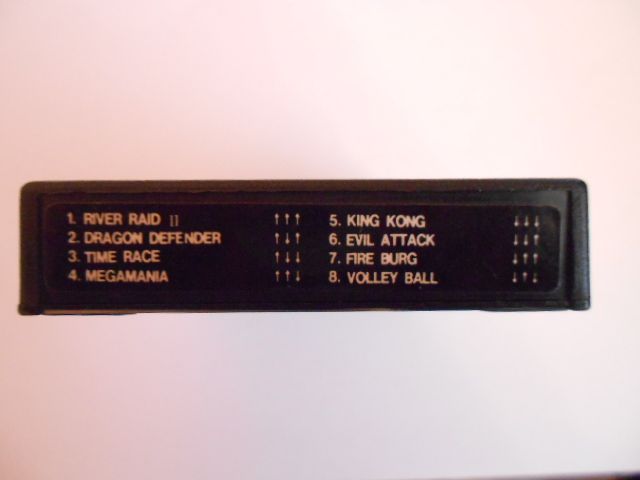 1. RIVER RAID II ↑↑↑
2. DRAGON DEFENDER ↑↓↑
3. TIME RACE ↑↓↓
4. MEGAMANIA ↑↑↓
5. KING KONG ↓↓↓
6. EVIL ATTACK ↓↓↑
7. FIRE BURG ↓↑↓
8. VOLLEY BALL ↓↑↑